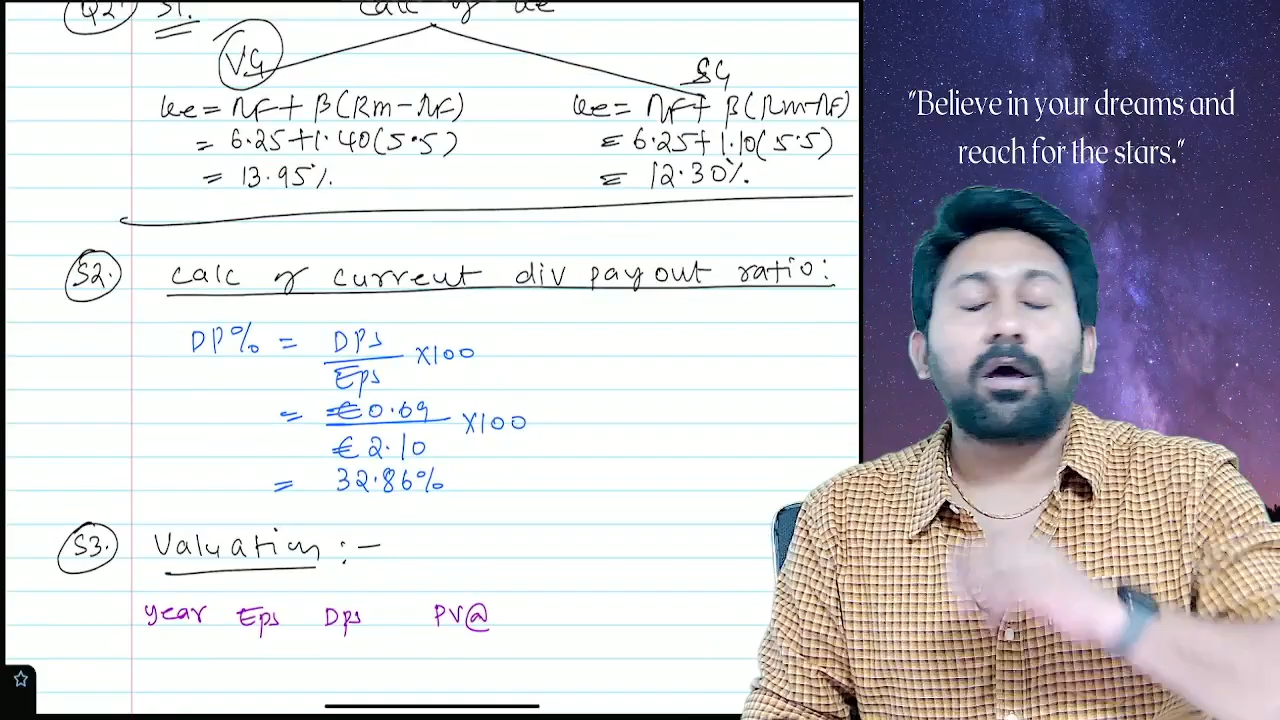 Q2. S1. Calc of ke
VG
SG
ke = rf + β(Rm-rf)
ke = rf + β(Rm-rf)
= 6.25+1.40(5.5)
= 6.25+1.10(5.5)
= 13.95%.
= 12.30%.
S2. Calc of current div payout ratio:
DP% = DPS
Eps
X100
= €0.69
€2.10
X100
= 32.86%
S3. Valuation :-
year Eps Dps PV@
"Believe in your dreams and
reach for the stars."